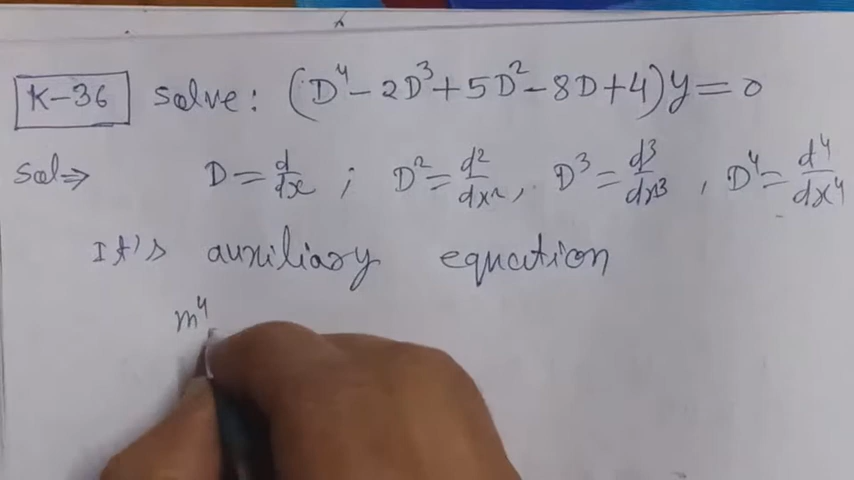 K-36 Solve: (D⁴ - 2D³ + 5D² - 8D + 4)y = 0
Sol⇒ D = d/dx ; D² = d²/dx², D³ = d³/dx³, D⁴ = d⁴/dx⁴
It's auxiliary equation
m⁴